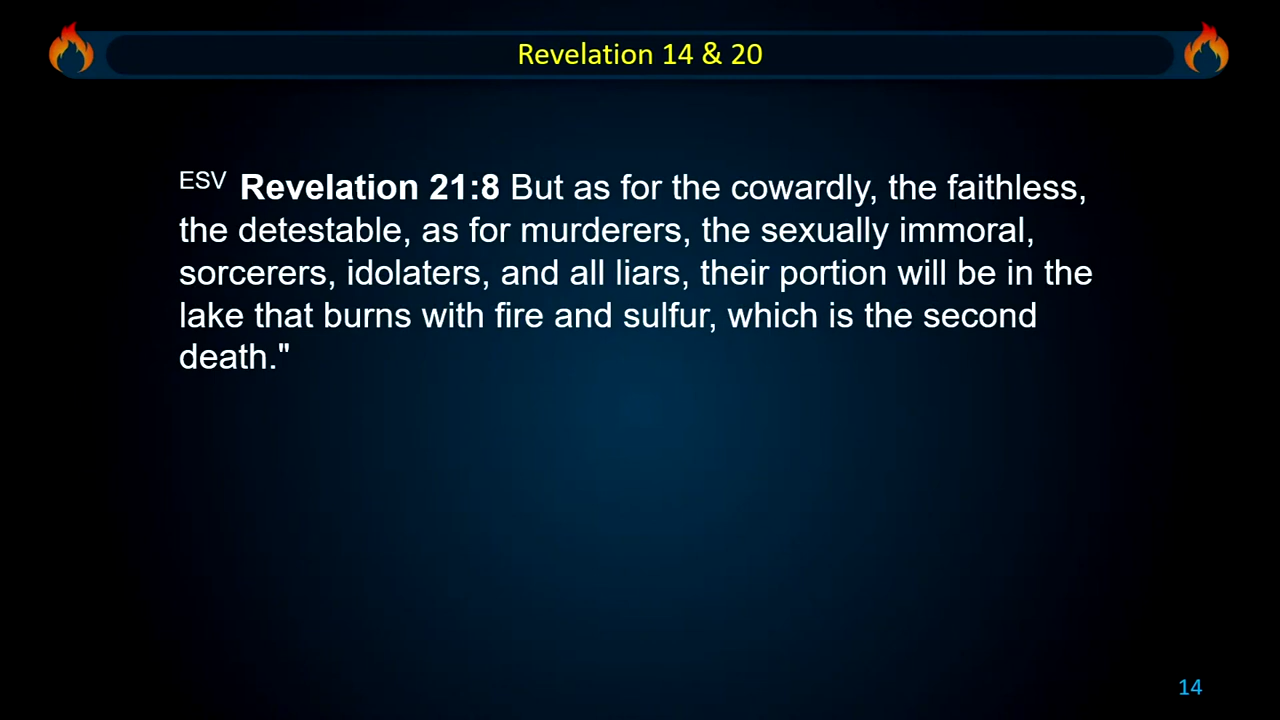 Revelation 14 & 20
ESV Revelation 21:8 But as for the cowardly, the faithless,
the detestable, as for murderers, the sexually immoral,
sorcerers, idolaters, and all liars, their portion will be in the
lake that burns with fire and sulfur, which is the second
death."
14